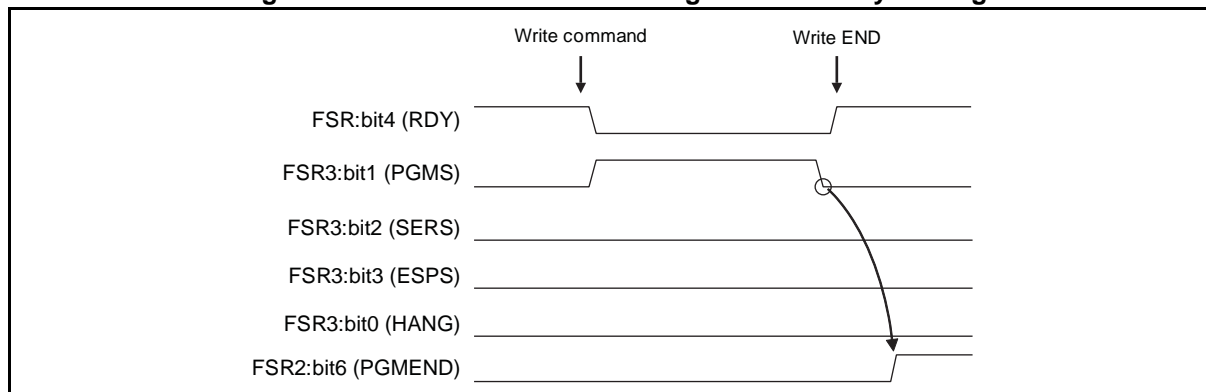 Write command Write END
FSR:bit4 (RDY)
FSR3:bit1 (PGMS)
FSR3:bit2 (SERS)
FSR3:bit3 (ESPS)
FSR3:bit0 (HANG)
FSR2:bit6 (PGMEND)